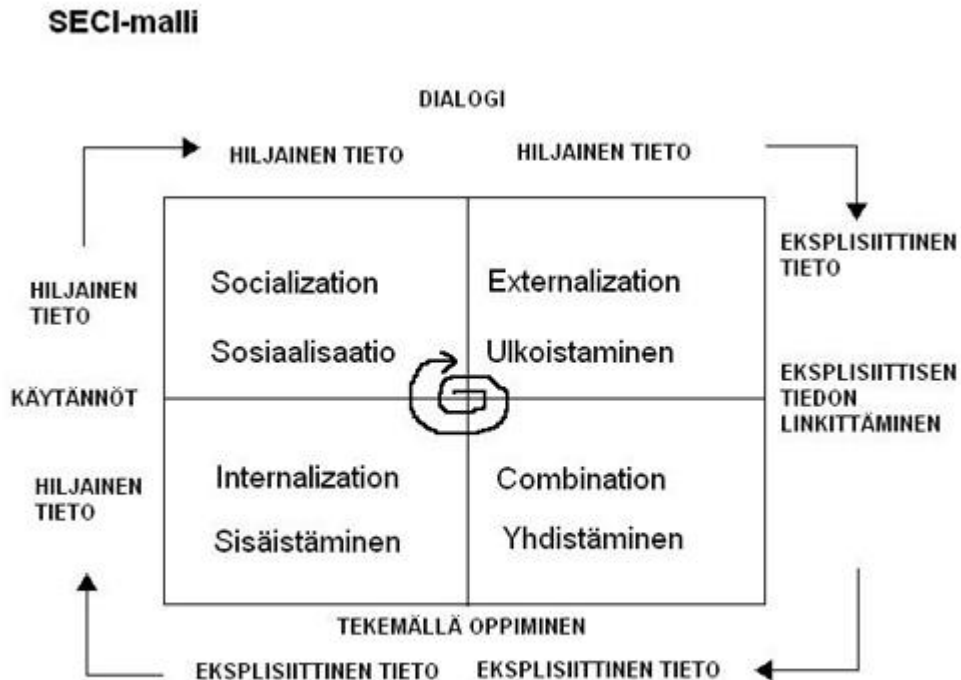 SECI-malli
DIALOGI
HILJAINEN TIETO
HILJAINEN TIETO
EKSPLISIITTINEN
TIETO
HILJAINEN
TIETO
Socialization
Sosiaalisaatio
Externalization
Ulkoistaminen
KÄYTÄNNÖT
EKSPLISIITTISEN
TIEDON
LINKITTÄMINEN
HILJAINEN
TIETO
Internalization
Sisäistäminen
Combination
Yhdistäminen
TEKEMÄLLÄ OPPIMINEN
EKSPLISIITTINEN TIETO
EKSPLISIITTINEN TIETO